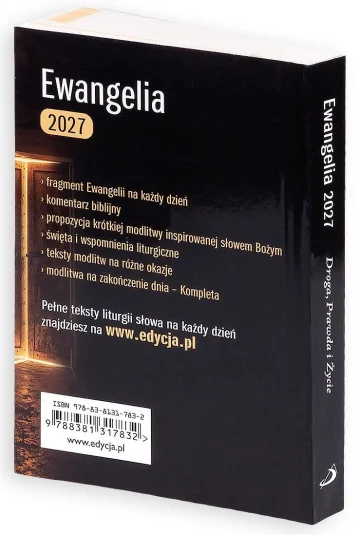 Ewangelia
2027
› fragment Ewangelii na każdy dzień
› komentarz biblijny
› propozycja krótkiej modlitwy inspirowanej słowem Bożym
› święta i wspomnienia liturgiczne
› teksty modlitw na różne okazje
› modlitwa na zakończenie dnia – Kompleta
Pełne teksty liturgii słowa na każdy dzień
znajdziesz na www.edycja.pl
ISBN 978-83-8131-783-2
9 788381 317832 >
www.edycja.pl
Ewangelia 2027
Droga, Prawda i Życie